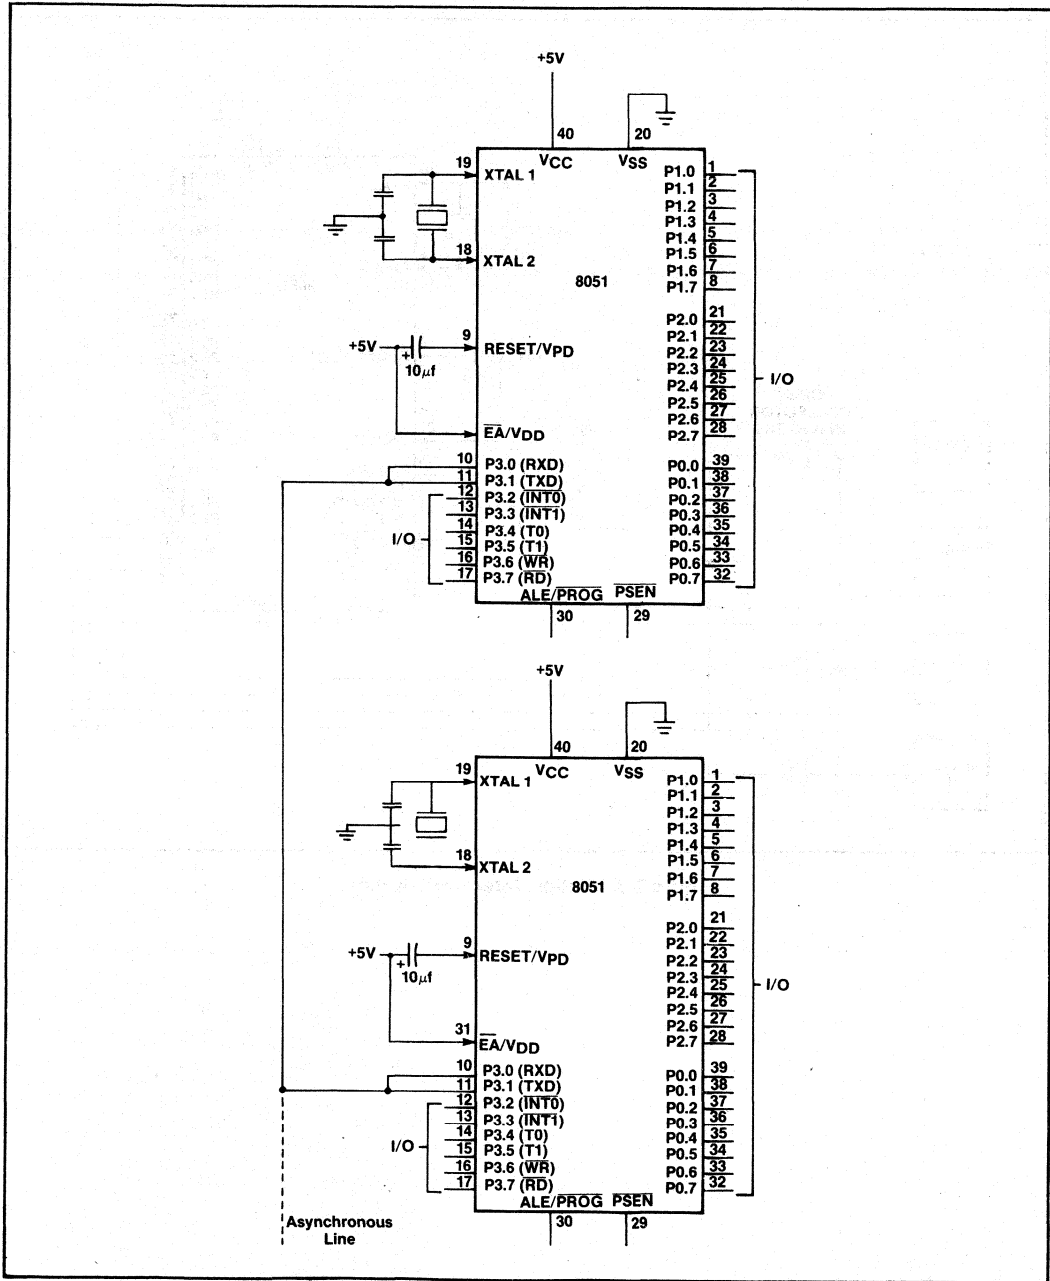 +5V
40 20
VCC VSS
19 XTAL 1
18 XTAL 2
8051
+5V
+
10µf
9 RESET/VPD
EA/VDD
10 P3.0 (RXD)
11 P3.1 (TXD)
12 P3.2 (INT0)
13 P3.3 (INT1)
14 P3.4 (T0)
15 P3.5 (T1)
16 P3.6 (WR)
17 P3.7 (RD)
I/O
ALE/PROG PSEN
30 29
P1.0 1
P1.1 2
P1.2 3
P1.3 4
P1.4 5
P1.5 6
P1.6 7
P1.7 8
P2.0 21
P2.1 22
P2.2 23
P2.3 24
P2.4 25
P2.5 26
P2.6 27
P2.7 28
I/O
P0.0 39
P0.1 38
P0.2 37
P0.3 36
P0.4 35
P0.5 34
P0.6 33
P0.7 32
+5V
40 20
VCC VSS
19 XTAL 1
18 XTAL 2
8051
+5V
+
10µf
9 RESET/VPD
31 EA/VDD
10 P3.0 (RXD)
11 P3.1 (TXD)
12 P3.2 (INT0)
13 P3.3 (INT1)
14 P3.4 (T0)
15 P3.5 (T1)
16 P3.6 (WR)
17 P3.7 (RD)
I/O
ALE/PROG PSEN
30 29
P1.0 1
P1.1 2
P1.2 3
P1.3 4
P1.4 5
P1.5 6
P1.6 7
P1.7 8
P2.0 21
P2.1 22
P2.2 23
P2.3 24
P2.4 25
P2.5 26
P2.6 27
P2.7 28
I/O
P0.0 39
P0.1 38
P0.2 37
P0.3 36
P0.4 35
P0.5 34
P0.6 33
P0.7 32
Asynchronous
Line